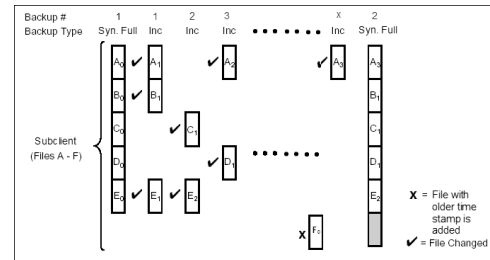 Backup # 1 1 2 3 x 2
Backup Type Syn. Full Inc Inc Inc Inc Syn. Full
A0 A1 A2 A3 A3
B0 B1 B1
C0 C1 C1
Subclient
(Files A - F)
D0 D1 D1
E0 E1 E2 E2
X F0
X = File with
older time
stamp is
added
✔ = File Changed